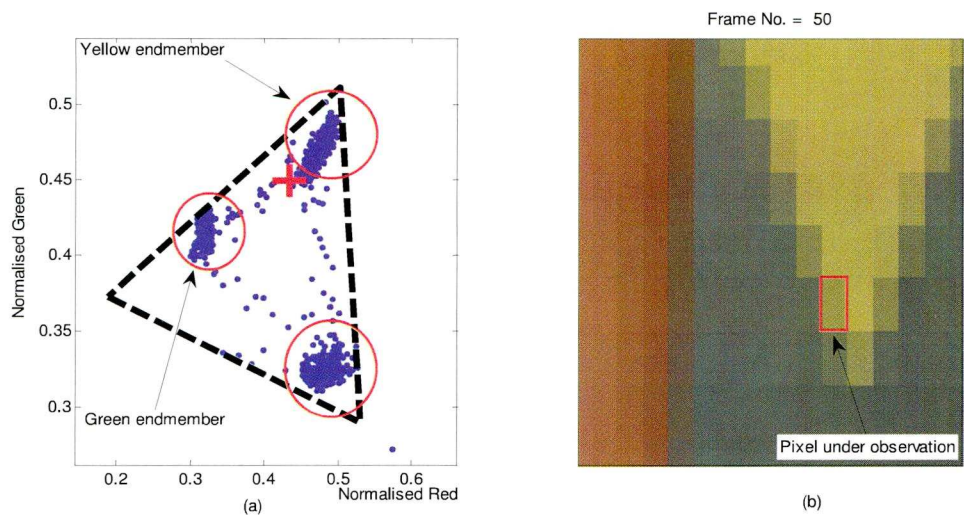 Frame No. = 50
Yellow endmember
0.5
0.45
0.4
0.35
0.3
Normalised Green
Green endmember
0.2 0.3 0.4 0.5 0.6
Normalised Red
(a)
Pixel under observation
(b)